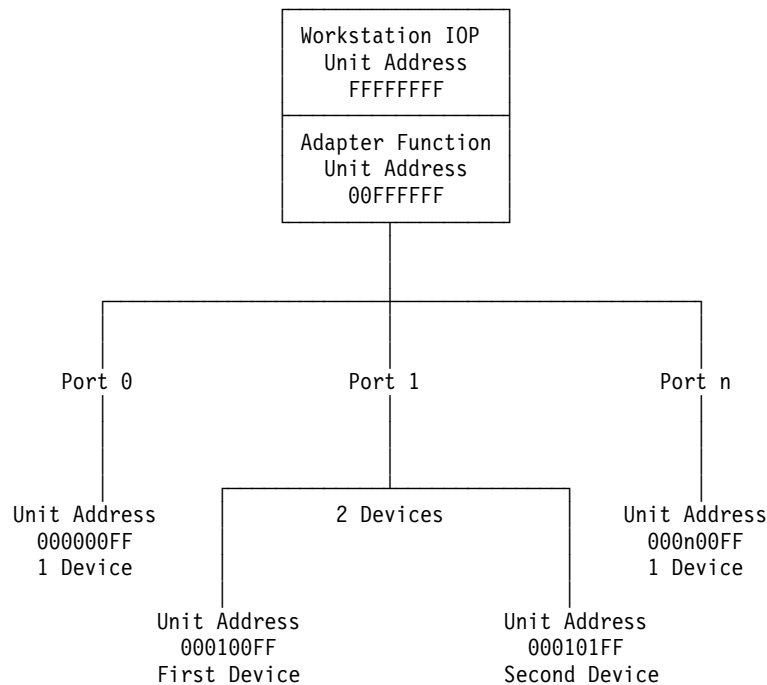 Workstation IOP
Unit Address
FFFFFFFF
Adapter Function
Unit Address
00FFFFFF
Port 0
Port 1
Port n
Unit Address
000000FF
1 Device
2 Devices
Unit Address
000n00FF
1 Device
Unit Address
000100FF
First Device
Unit Address
000101FF
Second Device